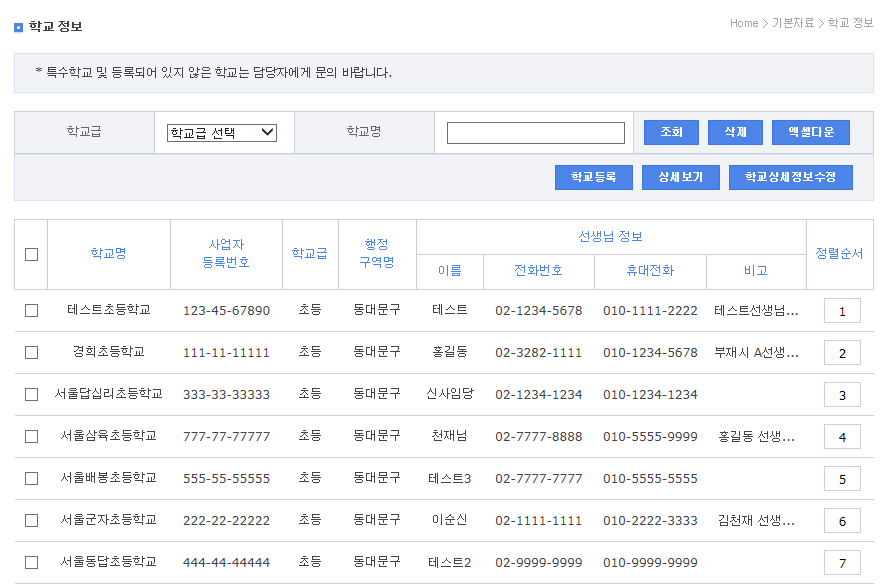 학교 정보
Home > 기본자료 > 학교 정보
* 특수학교 및 등록되어 있지 않은 학교는 담당자에게 문의 바랍니다.
학교급 학교급 선택 학교명 조회 삭제 엑셀다운
학교등록 상세보기 학교상세정보수정
학교명 사업자 등록번호 학교급 행정 구역명 선생님 정보 정렬순서
이름 전화번호 휴대전화 비고
테스트초등학교 123-45-67890 초등 동대문구 테스트 02-1234-5678 010-1111-2222 테스트선생님... 1
경희초등학교 111-11-11111 초등 동대문구 홍길동 02-3282-1111 010-1234-5678 부재시 A선생... 2
서울답십리초등학교 333-33-33333 초등 동대문구 신사임당 02-1234-1234 010-1234-1234 3
서울삼육초등학교 777-77-77777 초등 동대문구 천재님 02-7777-8888 010-5555-9999 홍길동 선생... 4
서울배봉초등학교 555-55-55555 초등 동대문구 테스트3 02-7777-7777 010-5555-5555 5
서울군자초등학교 222-22-22222 초등 동대문구 이순신 02-1111-1111 010-2222-3333 김천재 선생... 6
서울동답초등학교 444-44-44444 초등 동대문구 테스트2 02-9999-9999 010-9999-9999 7